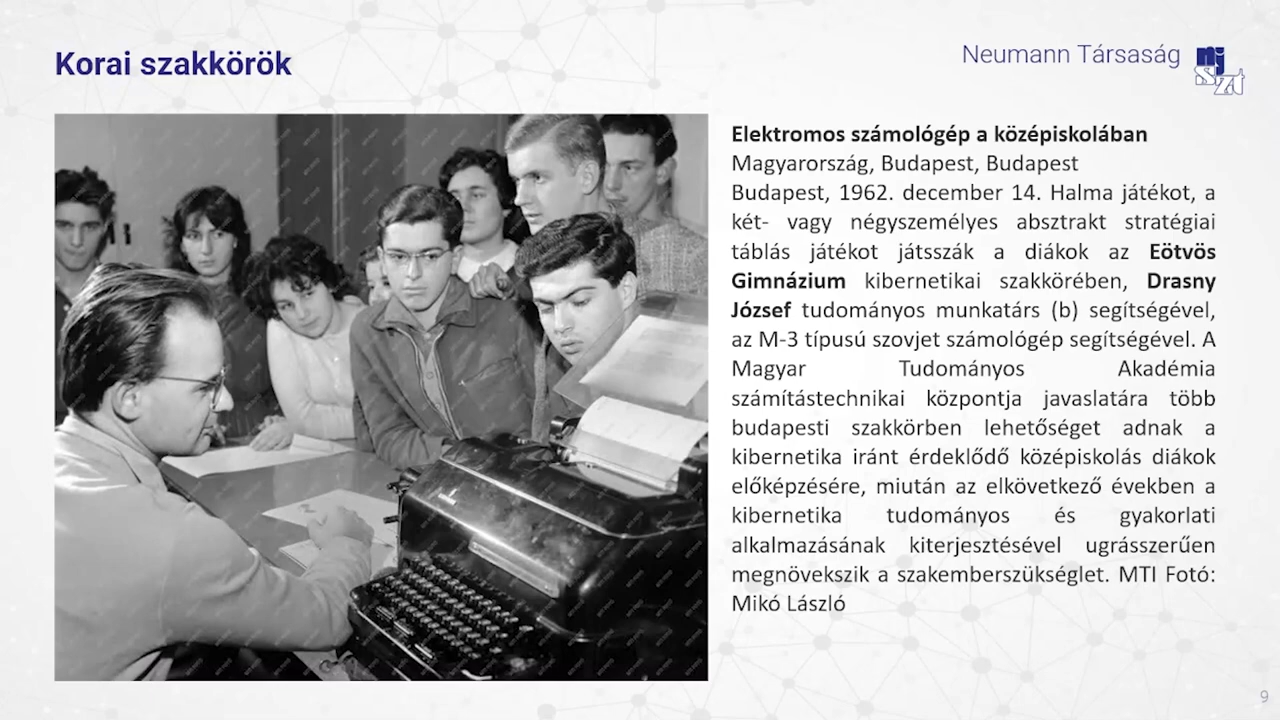 Korai szakkörök
Neumann Társaság
nj
szt
Elektromos számológép a középiskolában
Magyarország, Budapest, Budapest
Budapest, 1962. december 14. Halma játékot, a
két- vagy négyszemélyes absztrakt stratégiai
táblás játékot játsszák a diákok az Eötvös
Gimnázium kibernetikai szakkörében, Drasny
József tudományos munkatárs (b) segítségével,
az M-3 típusú szovjet számológép segítségével. A
Magyar Tudományos Akadémia
számítástechnikai központja javaslatára több
budapesti szakkörben lehetőséget adnak a
kibernetika iránt érdeklődő középiskolás diákok
előképzésére, miután az elkövetkező években a
kibernetika tudományos és gyakorlati
alkalmazásának kiterjesztésével ugrásszerűen
megnövekszik a szakemberszükséglet. MTI Fotó:
Mikó László
9